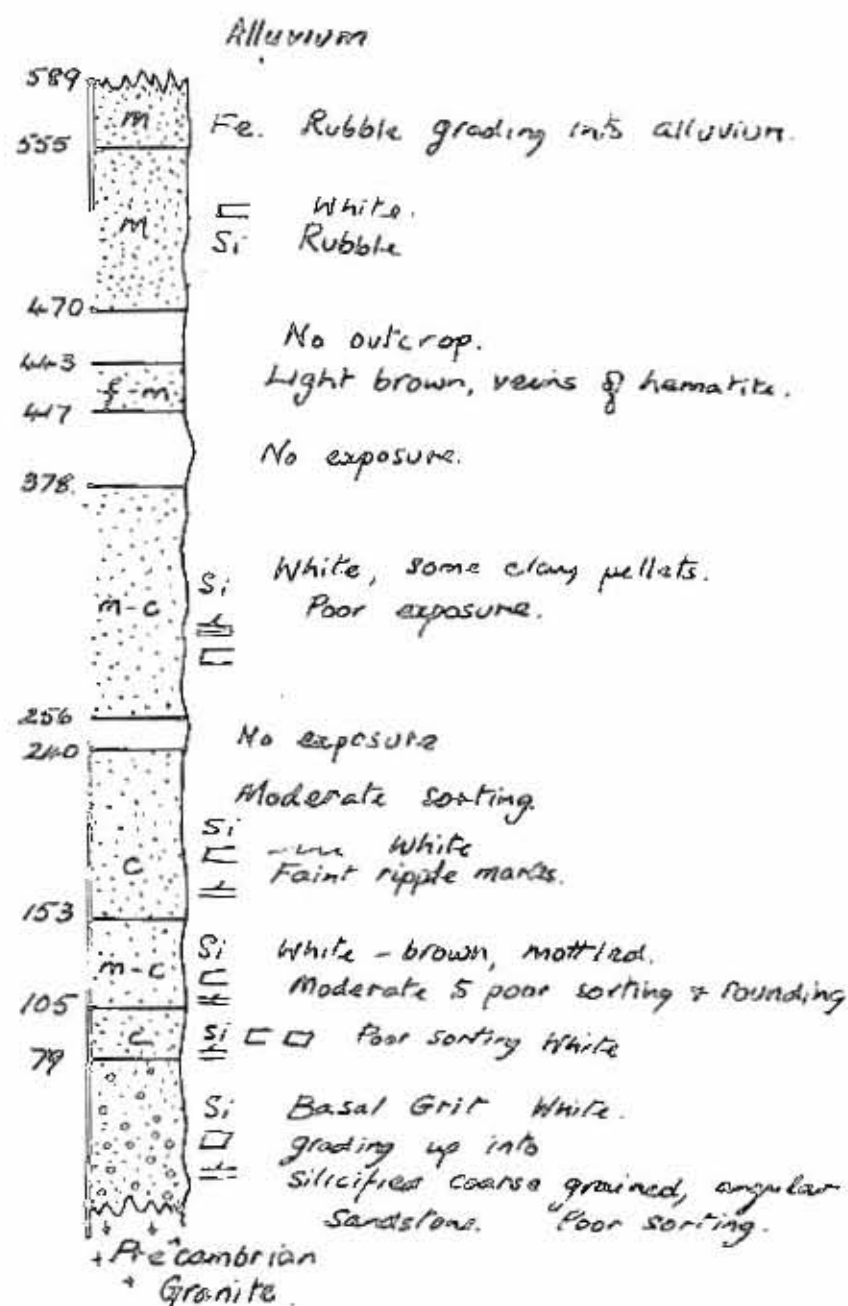 Alluvium
589
m Fe. Rubble grading into alluvium.
555
m White.
Si Rubble
470
No outcrop.
443
f-m Light brown, veins of hematite.
417
No exposure.
378.
m-c Si White, some clay pellets.
Poor exposure.
256
No exposure
240
Moderate sorting
Si
White
c Faint ripple marks.
153
m-c Si White - brown, mottled.
Moderate 5 poor sorting & rounding
105
c Si Poor sorting White
79
Si Basal Grit White.
grading up into
silicified coarse grained, angular
Sandstone. Poor sorting.
Precambrian
Granite.